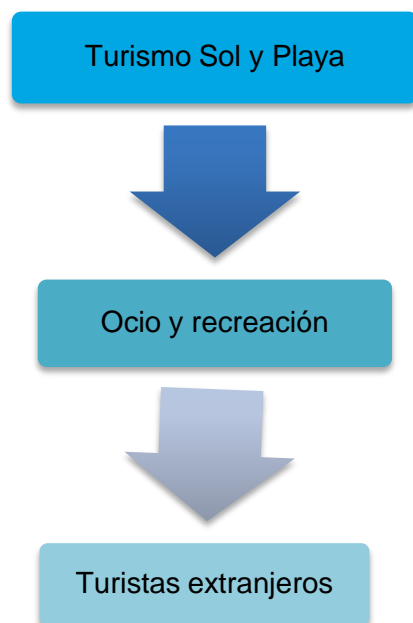 Turismo Sol y Playa
Ocio y recreación
Turistas extranjeros